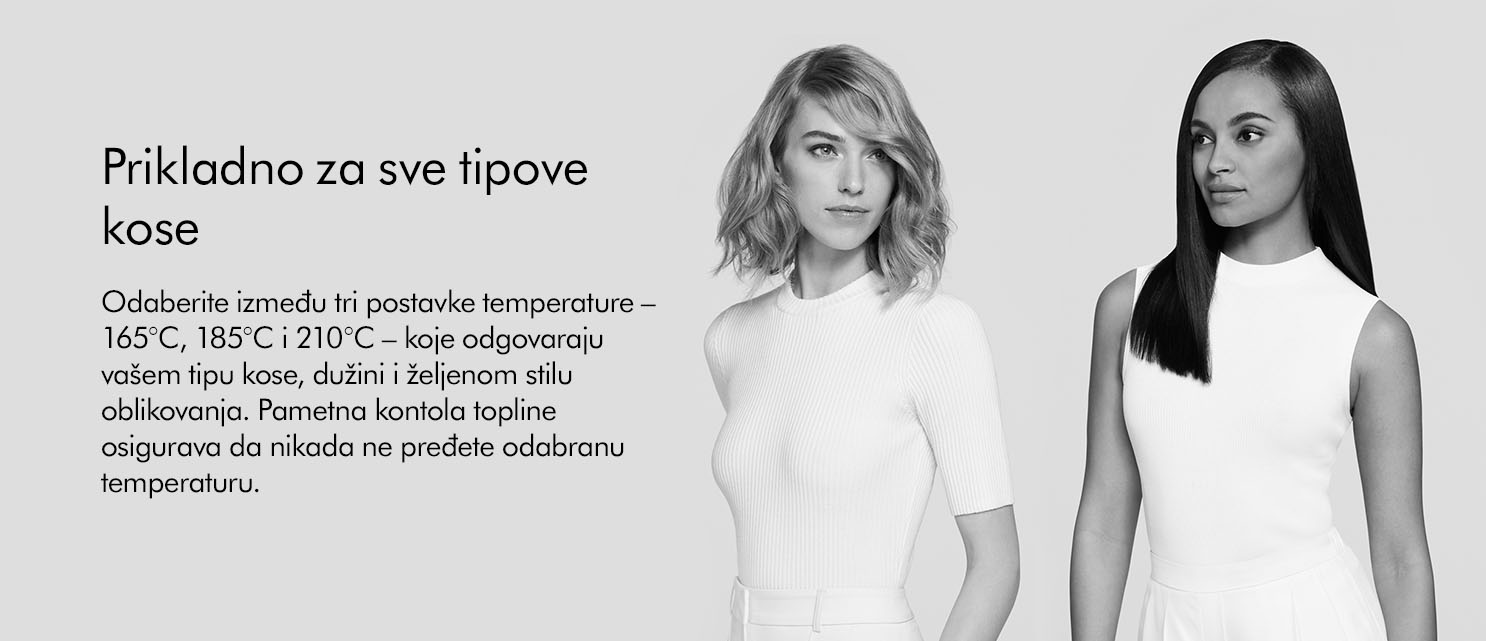 Prikladno za sve tipove
kose
Odaberite između tri postavke temperature –
165°C, 185°C i 210°C – koje odgovaraju
vašem tipu kose, dužini i željenom stilu
oblikovanja. Pametna kontola topline
osigurava da nikada ne pređete odabranu
temperaturu.